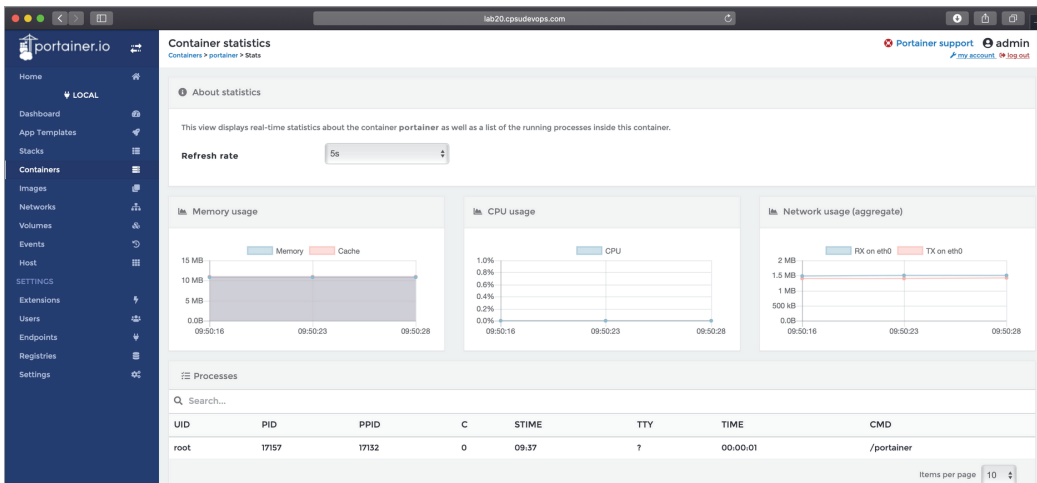 lab20.cpsudevops.com
portainer.io
Container statistics
Containers > portainer > Stats
Portainer support admin
my account log out
Home
LOCAL
Dashboard
App Templates
Stacks
Containers
Images
Networks
Volumes
Events
Host
SETTINGS
Extensions
Users
Endpoints
Registries
Settings
About statistics
This view displays real-time statistics about the container portainer as well as a list of the running processes inside this container.
Refresh rate 5s
Memory usage
Memory Cache
15 MB
10 MB
5 MB
0.0B
09:50:16 09:50:23 09:50:28
CPU usage
CPU
1.0%
0.8%
0.6%
0.4%
0.2%
0.0%
09:50:16 09:50:23 09:50:28
Network usage (aggregate)
RX on eth0 TX on eth0
2 MB
1.5 MB
1 MB
500 kB
0.0B
09:50:16 09:50:23 09:50:28
Processes
Search...
UID PID PPID C STIME TTY TIME CMD
root 17157 17132 0 09:37 ? 00:00:01 /portainer
Items per page 10